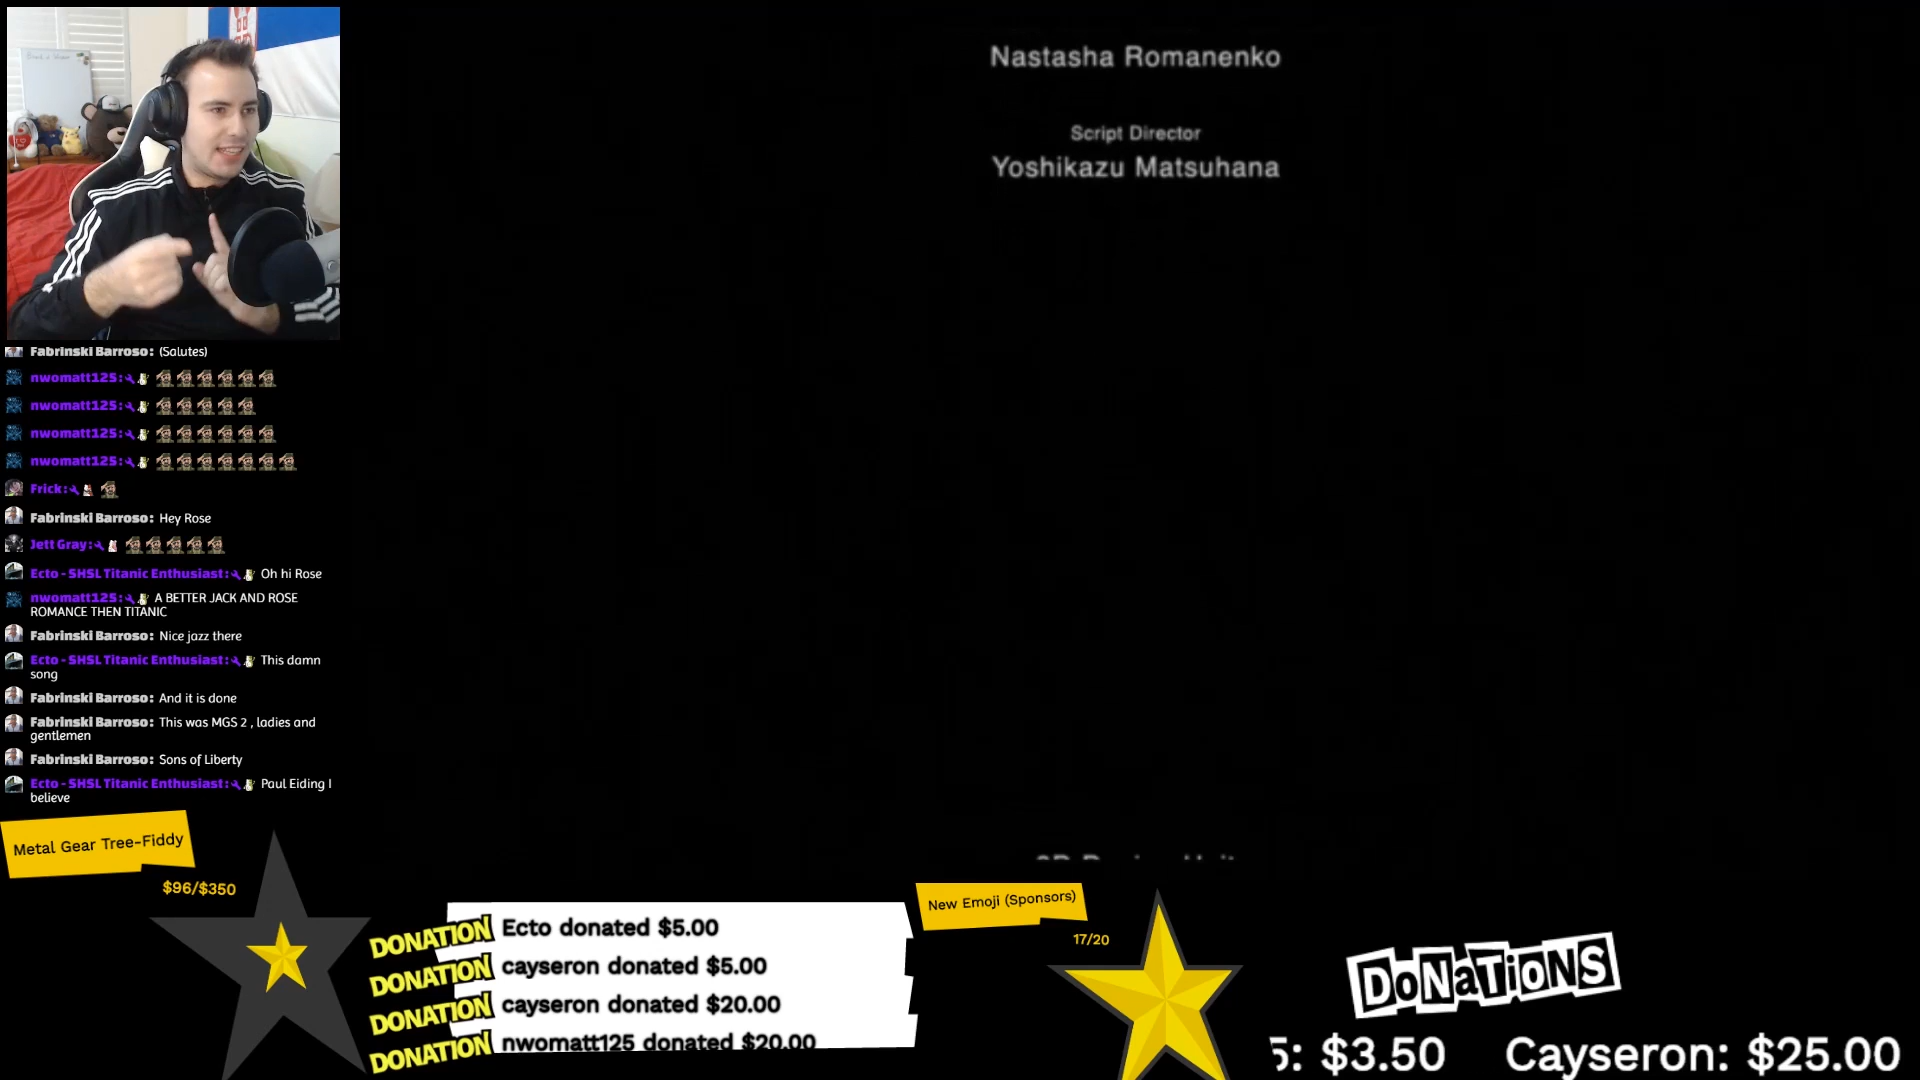 Nastasha Romanenko
Script Director
Yoshikazu Matsuhana
Fabrinski Barroso: (Salutes)
nwomatt125:
nwomatt125:
nwomatt125:
nwomatt125:
Frick:
Fabrinski Barroso: Hey Rose
Jett Gray:
Ecto - SHSL Titanic Enthusiast: Oh hi Rose
nwomatt125: A BETTER JACK AND ROSE
ROMANCE THEN TITANIC
Fabrinski Barroso: Nice jazz there
Ecto - SHSL Titanic Enthusiast: This damn
song
Fabrinski Barroso: And it is done
Fabrinski Barroso: This was MGS 2 , ladies and
gentlemen
Fabrinski Barroso: Sons of Liberty
Ecto - SHSL Titanic Enthusiast: Paul Eiding I
believe
Metal Gear Tree-Fiddy
$96/$350
DONATION Ecto donated $5.00
DONATION cayseron donated $5.00
DONATION cayseron donated $20.00
DONATION nwomatt125 donated $20.00
New Emoji (Sponsors)
17/20
DoNaTioNS
5: $3.50 Cayseron: $25.00